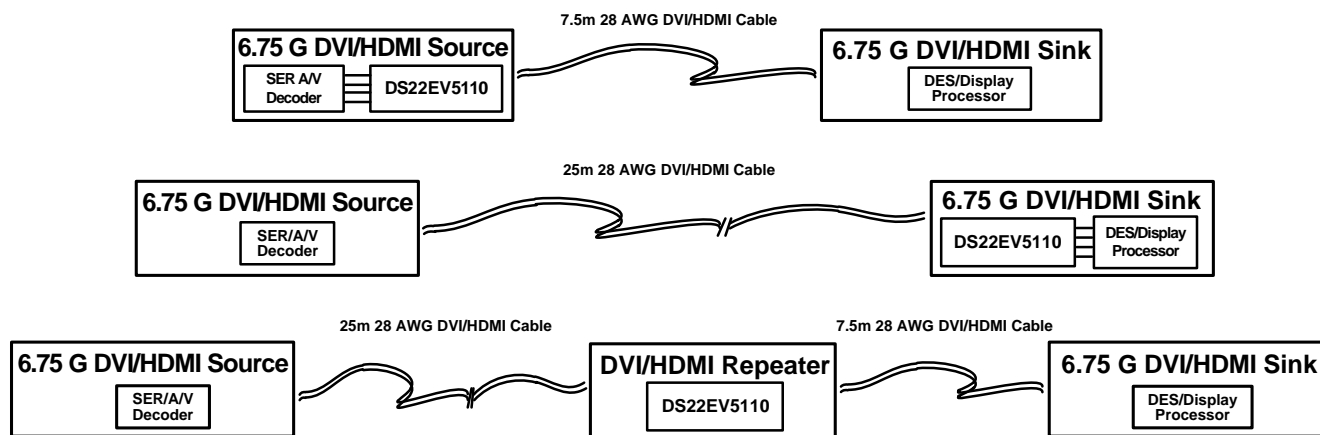 7.5m 28 AWG DVI/HDMI Cable
6.75 G DVI/HDMI Source
SER A/V
Decoder
DS22EV5110
6.75 G DVI/HDMI Sink
DES/Display
Processor
25m 28 AWG DVI/HDMI Cable
6.75 G DVI/HDMI Source
SER/A/V
Decoder
6.75 G DVI/HDMI Sink
DS22EV5110
DES/Display
Processor
25m 28 AWG DVI/HDMI Cable
7.5m 28 AWG DVI/HDMI Cable
6.75 G DVI/HDMI Source
SER/A/V
Decoder
DVI/HDMI Repeater
DS22EV5110
6.75 G DVI/HDMI Sink
DES/Display
Processor